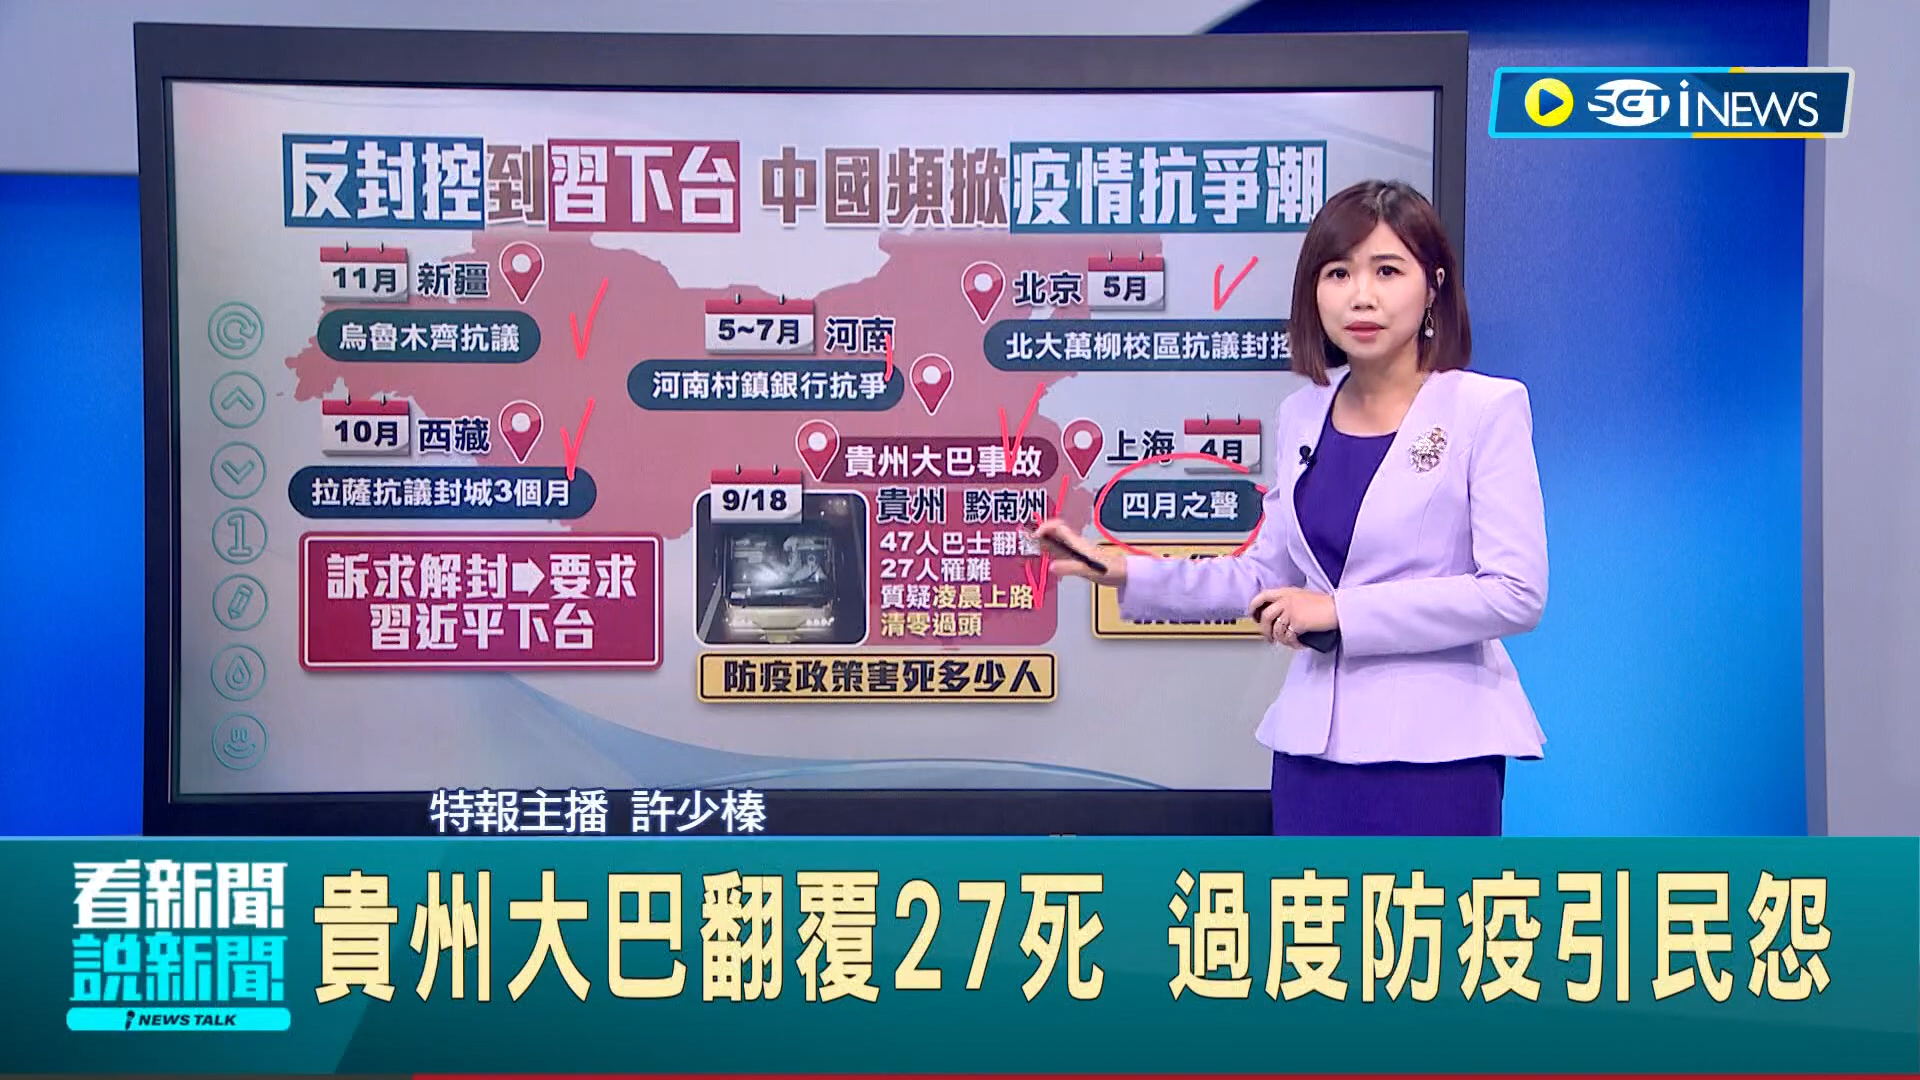 SET iNEWS
反封控到習下台 中國頻掀疫情抗爭潮
11月 新疆
烏魯木齊抗議
5~7月 河南
河南村鎮銀行抗爭
北京 5月
北大萬柳校區抗議封控
10月 西藏
拉薩抗議封城3個月
訴求解封➡要求
習近平下台
貴州大巴事故
9/18
貴州 黔南州
47人巴士翻覆
27人罹難
質疑凌晨上路
清零過頭
防疫政策害死多少人
上海 4月
四月之聲
1
特報主播 許少榛
看新聞
說新聞
iNEWS TALK
貴州大巴翻覆27死 過度防疫引民怨